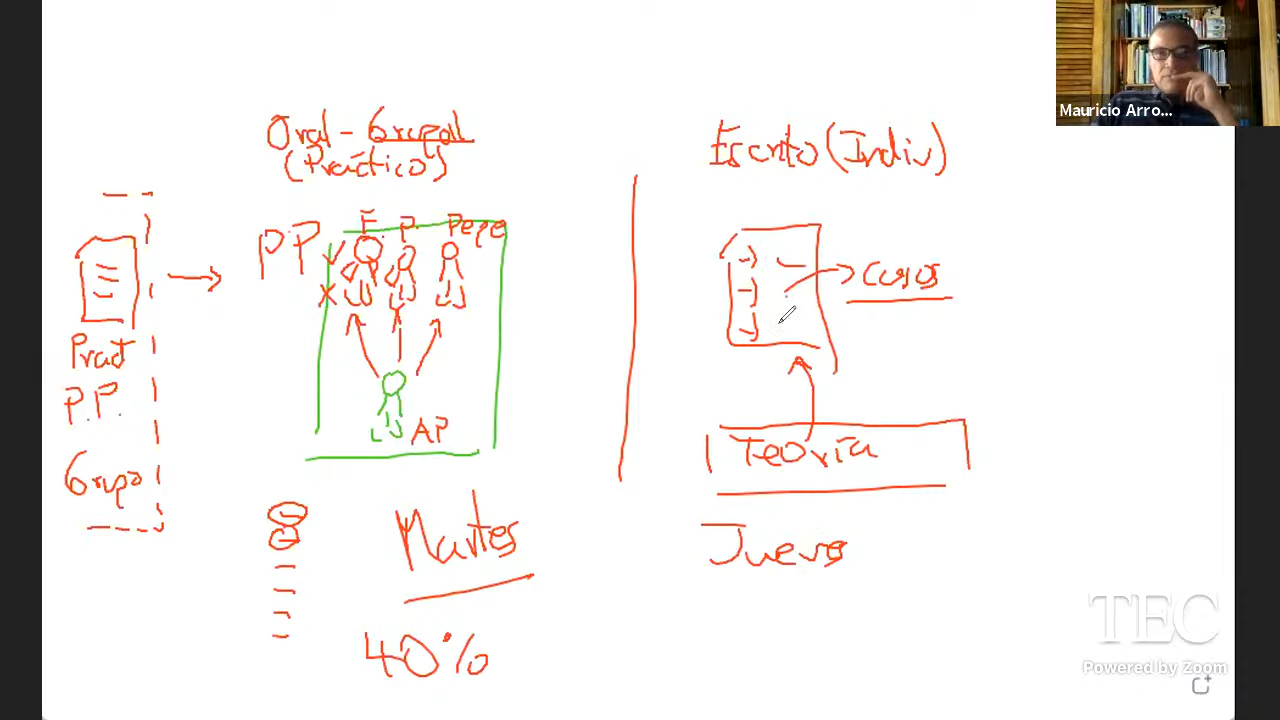 Oral - Grupal
(Práctico)
Pract
P.P.
Grupo
P.P
F. P. Pepe
AP
Martes
40%
Escrito (Indiv)
Casos
Teoría
Jueves
Mauricio Arro...
TEC
Powered by Zoom